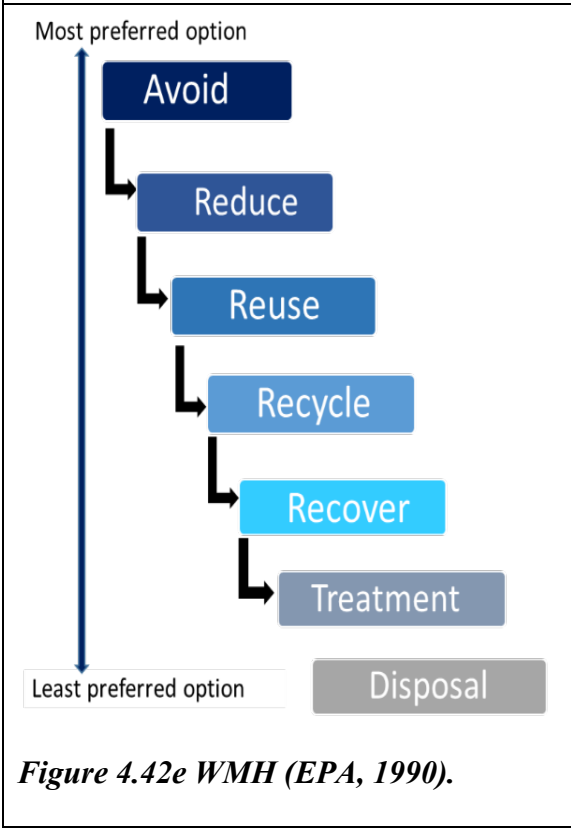 Most preferred option
Avoid
Reduce
Reuse
Recycle
Recover
Treatment
Disposal
Least preferred option
Figure 4.42e WMH (EPA, 1990).